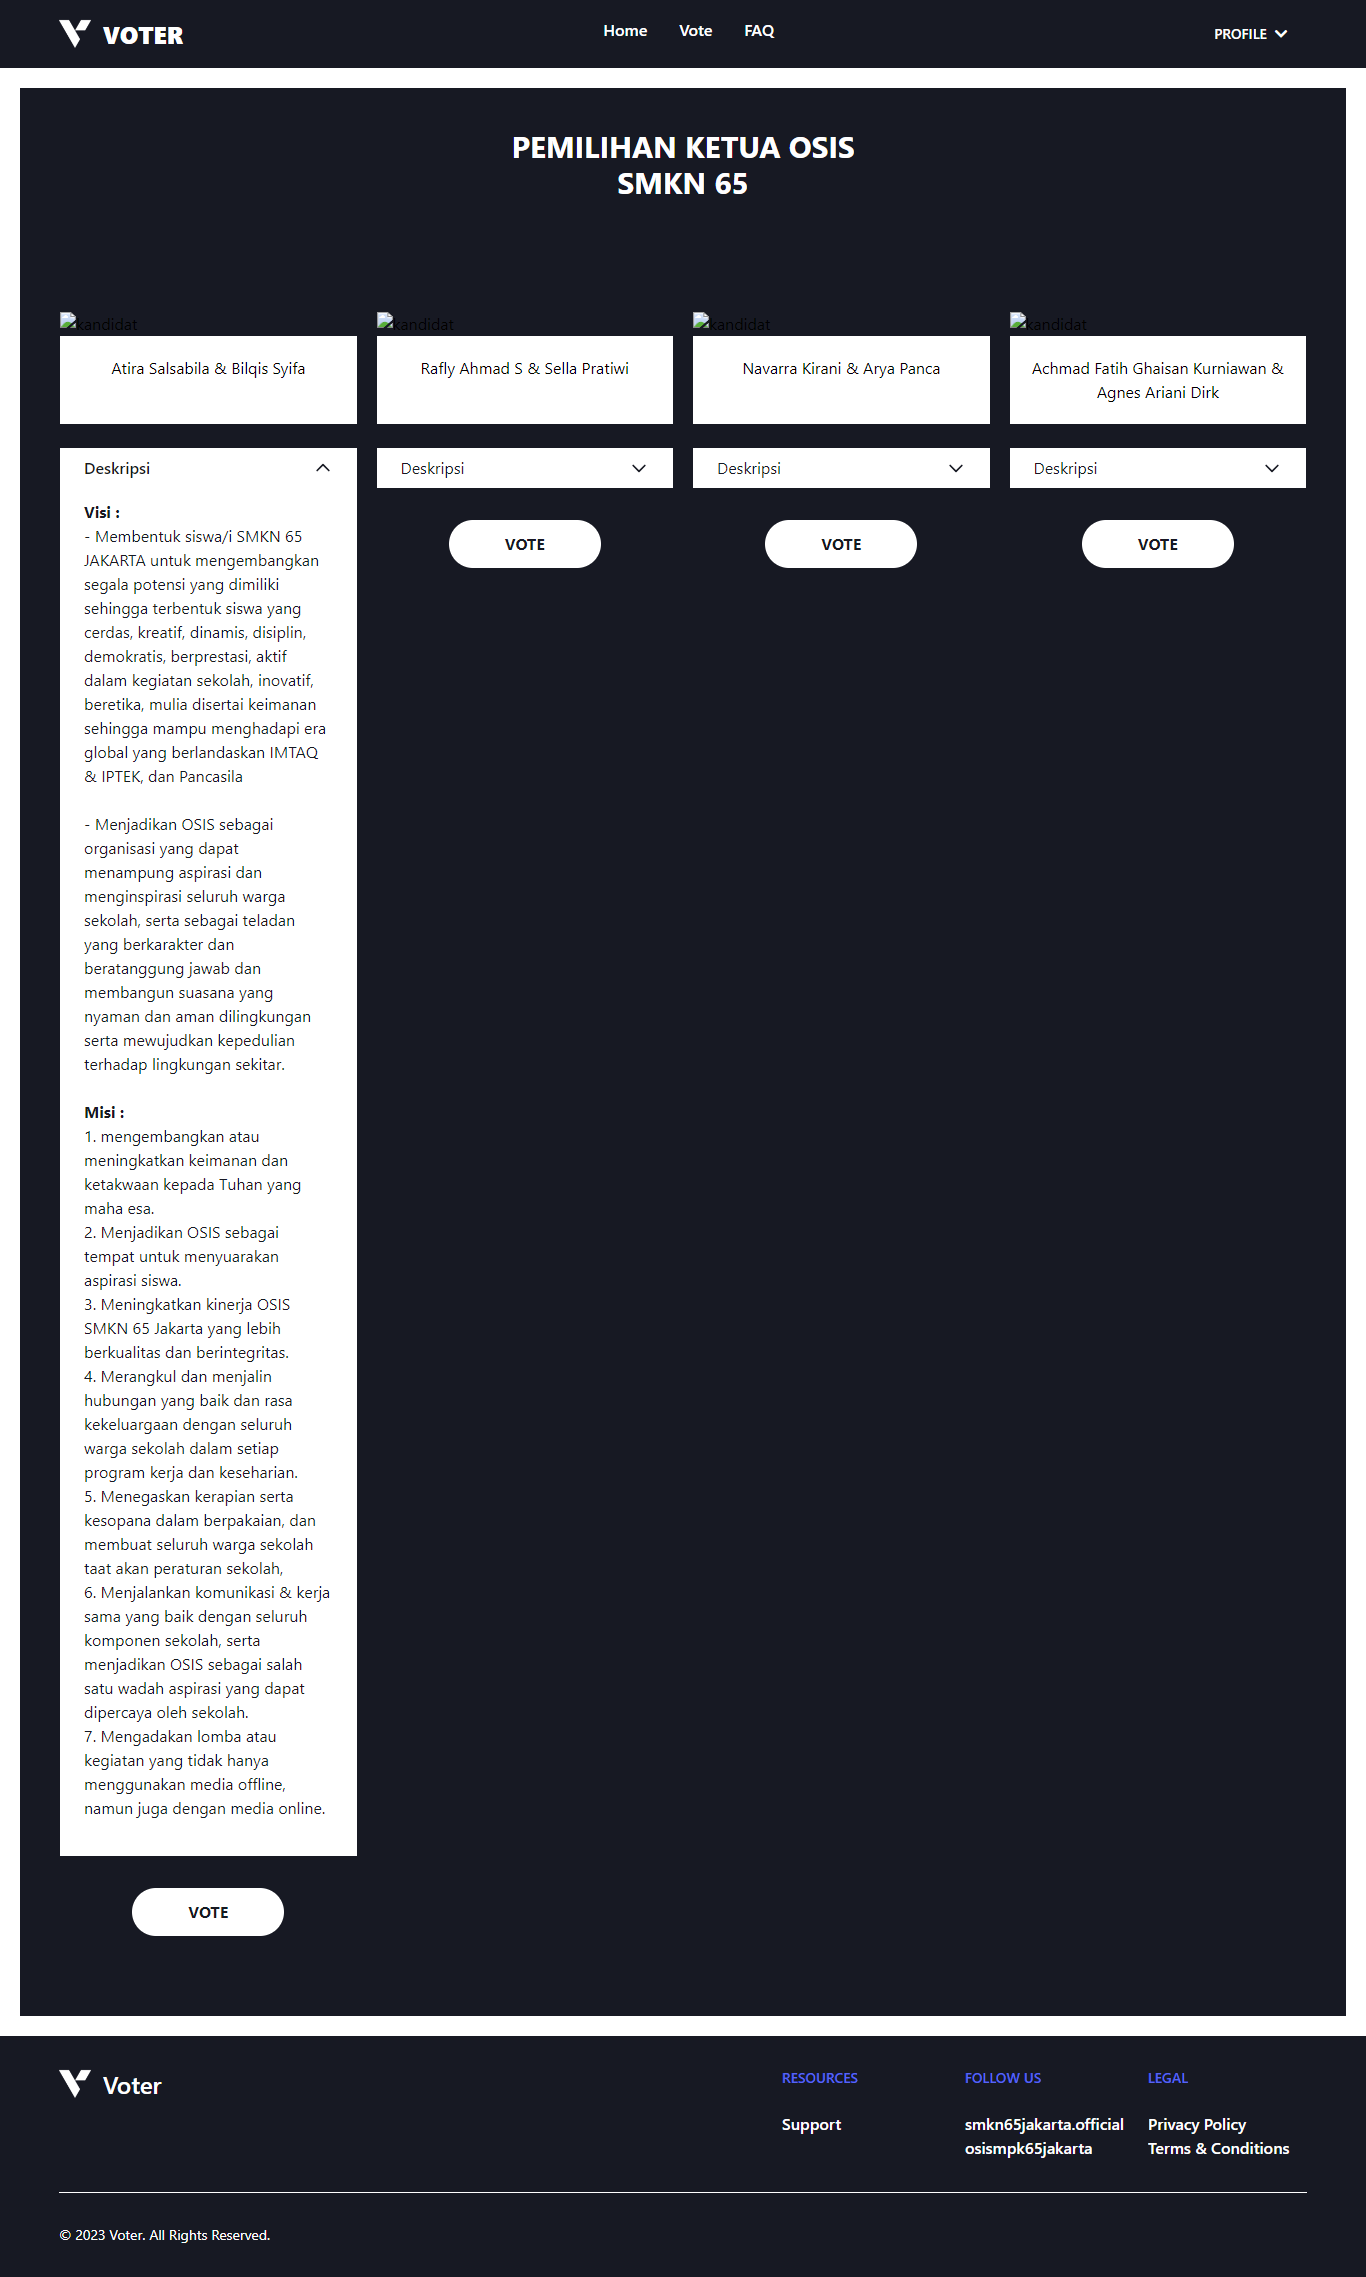 VOTER
Home Vote FAQ
PROFILE
PEMILIHAN KETUA OSIS
SMKN 65
kandidat
Atira Salsabila & Bilqis Syifa
Deskripsi
Visi :
- Membentuk siswa/i SMKN 65
JAKARTA untuk mengembangkan
segala potensi yang dimiliki
sehingga terbentuk siswa yang
cerdas, kreatif, dinamis, disiplin,
demokratis, berprestasi, aktif
dalam kegiatan sekolah, inovatif,
beretika, mulia disertai keimanan
sehingga mampu menghadapi era
global yang berlandaskan IMTAQ
& IPTEK, dan Pancasila
- Menjadikan OSIS sebagai
organisasi yang dapat
menampung aspirasi dan
menginspirasi seluruh warga
sekolah, serta sebagai teladan
yang berkarakter dan
beratanggung jawab dan
membangun suasana yang
nyaman dan aman dilingkungan
serta mewujudkan kepedulian
terhadap lingkungan sekitar.
Misi :
1. mengembangkan atau
meningkatkan keimanan dan
ketakwaan kepada Tuhan yang
maha esa.
2. Menjadikan OSIS sebagai
tempat untuk menyuarakan
aspirasi siswa.
3. Meningkatkan kinerja OSIS
SMKN 65 Jakarta yang lebih
berkualitas dan berintegritas.
4. Merangkul dan menjalin
hubungan yang baik dan rasa
kekeluargaan dengan seluruh
warga sekolah dalam setiap
program kerja dan keseharian.
5. Menegaskan kerapian serta
kesopana dalam berpakaian, dan
membuat seluruh warga sekolah
taat akan peraturan sekolah,
6. Menjalankan komunikasi & kerja
sama yang baik dengan seluruh
komponen sekolah, serta
menjadikan OSIS sebagai salah
satu wadah aspirasi yang dapat
dipercaya oleh sekolah.
7. Mengadakan lomba atau
kegiatan yang tidak hanya
menggunakan media offline,
namun juga dengan media online.
VOTE
kandidat
Rafly Ahmad S & Sella Pratiwi
Deskripsi
VOTE
kandidat
Navarra Kirani & Arya Panca
Deskripsi
VOTE
kandidat
Achmad Fatih Ghaisan Kurniawan &
Agnes Ariani Dirk
Deskripsi
VOTE
Voter
RESOURCES
Support
FOLLOW US
smkn65jakarta.official
osismpk65jakarta
LEGAL
Privacy Policy
Terms & Conditions
© 2023 Voter. All Rights Reserved.